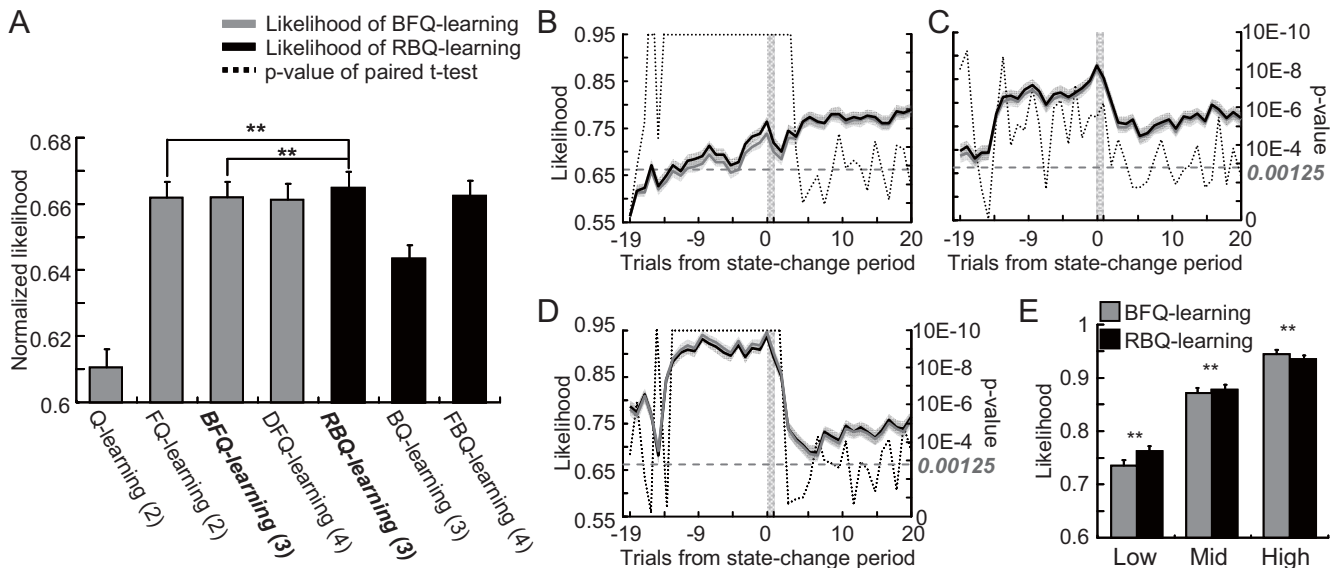 A
Likelihood of BFQ-learning
Likelihood of RBQ-learning
p-value of paired t-test
Normalized likelihood
0.68
0.66
0.64
0.62
0.6
**
**
Q-learning (2)
FQ-learning (2)
BFQ-learning (3)
DFQ-learning (4)
RBQ-learning (3)
BQ-learning (3)
FBQ-learning (4)
B
Likelihood
0.95
0.85
0.75
0.65
0.55
-19
-9
0
10
20
Trials from state-change period
C
10E-10
10E-8
10E-6
10E-4
0.00125
0
p-value
-19
-9
0
10
20
Trials from state-change period
D
Likelihood
0.95
0.85
0.75
0.65
0.55
10E-10
10E-8
10E-6
10E-4
0.00125
0
p-value
-19
-9
0
10
20
Trials from state-change period
E
BFQ-learning
RBQ-learning
Likelihood
1
0.9
0.8
0.7
0.6
**
**
**
Low
Mid
High